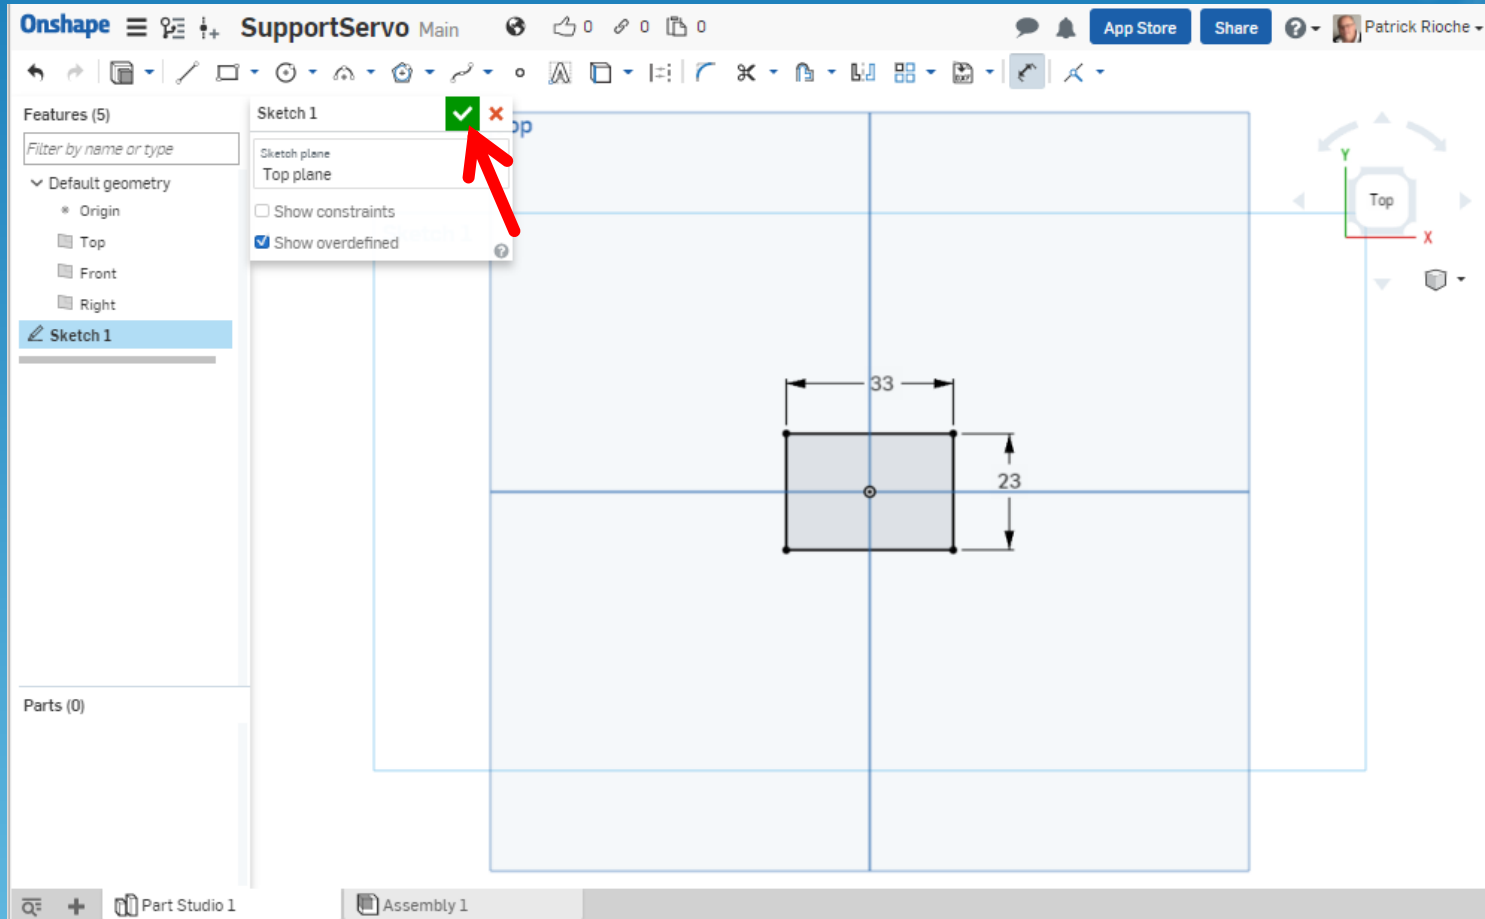 Onshape SupportServo Main 0 0 0 App Store Share Patrick Rioche
Features (5)
Filter by name or type
Default geometry
Origin
Top
Front
Right
Sketch 1
Sketch 1
Sketch plane
Top plane
Show constraints
Show overdefined
op
Y
Top
X
33
23
Parts (0)
Part Studio 1 Assembly 1